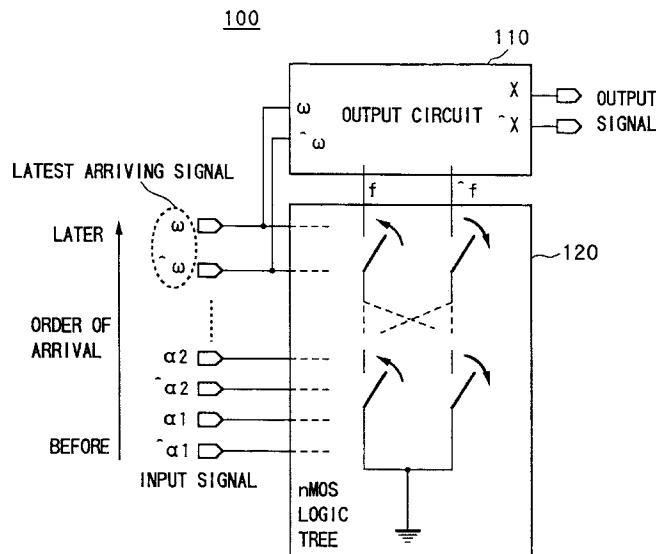 100
110
ω
^ω
OUTPUT CIRCUIT
X
^X
OUTPUT
SIGNAL
f
^f
LATEST ARRIVING SIGNAL
LATER
ω
^ω
120
ORDER OF
ARRIVAL
α2
^α2
α1
^α1
BEFORE
INPUT SIGNAL
nMOS
LOGIC
TREE